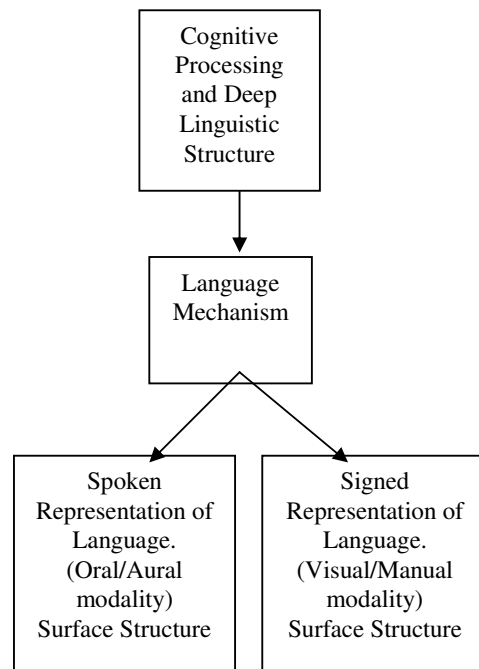 Cognitive
Processing
and Deep
Linguistic
Structure
Language
Mechanism
Spoken
Representation of
Language.
(Oral/Aural
modality)
Surface Structure
Signed
Representation of
Language.
(Visual/Manual
modality)
Surface Structure